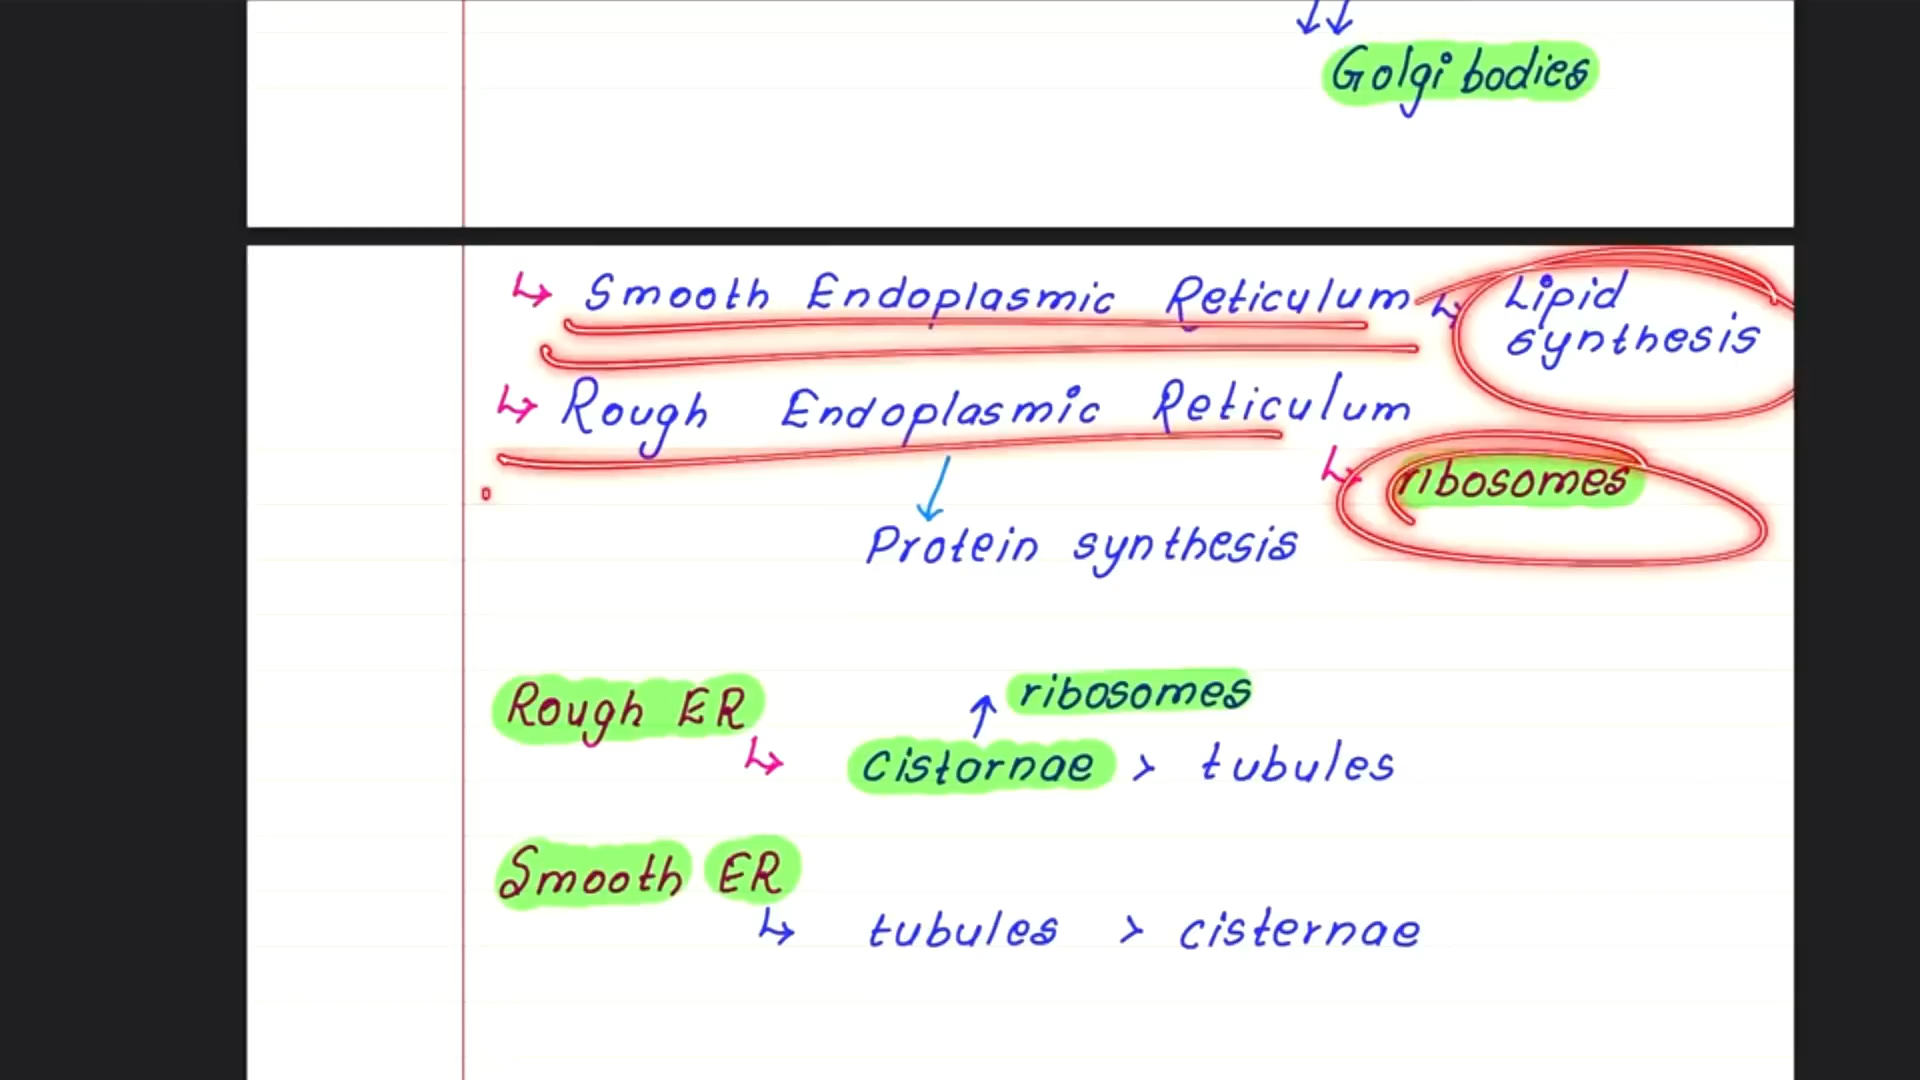 Golgi bodies
Smooth Endoplasmic Reticulum Lipid
synthesis
Rough Endoplasmic Reticulum
ribosomes
Protein synthesis
ribosomes
Rough ER
Cistornae > tubules
Smooth ER
tubules > cisternae